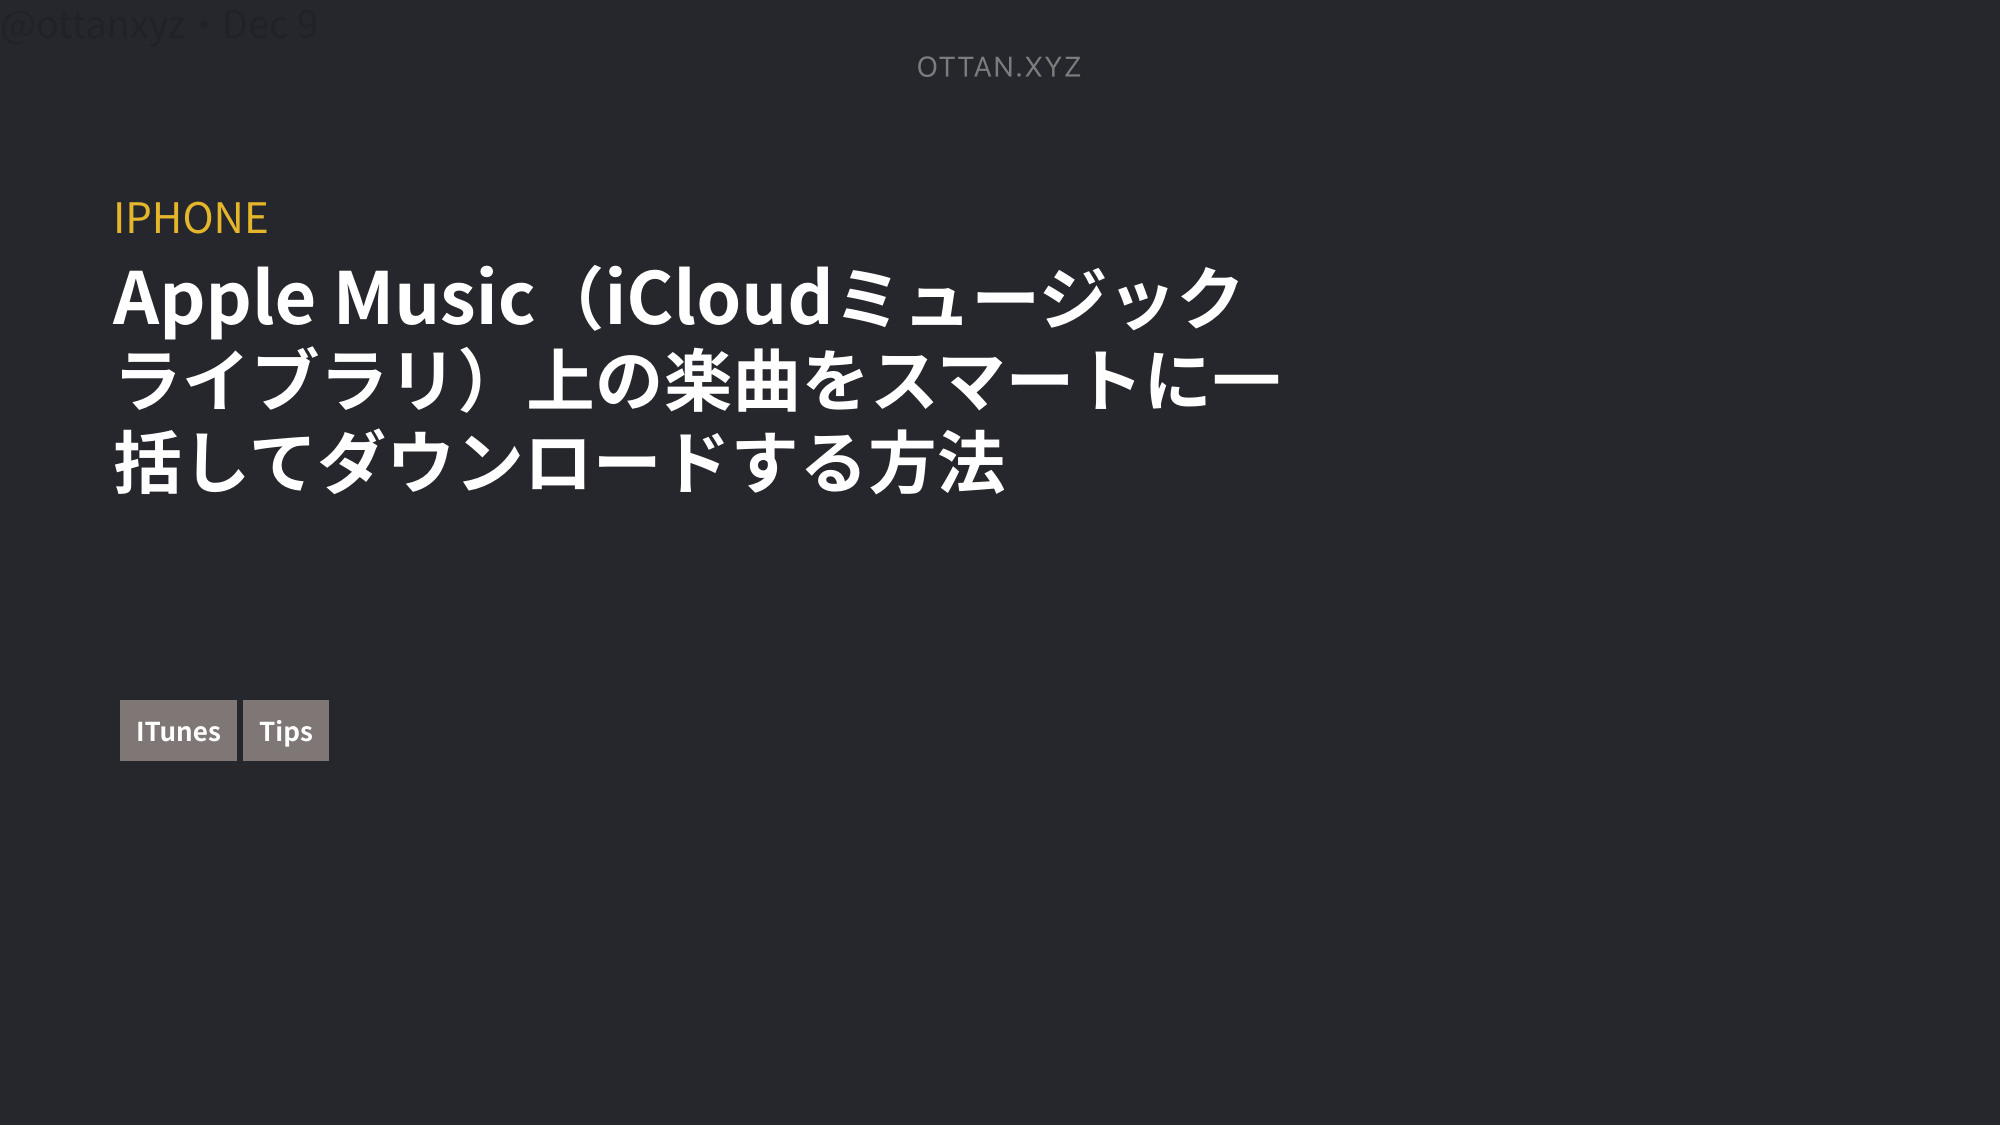 @ottanxyz・Dec 9
OTTAN.XYZ
IPHONE
Apple Music（iCloudミュージック
ライブラリ）上の楽曲をスマートに一
括してダウンロードする方法
ITunes Tips